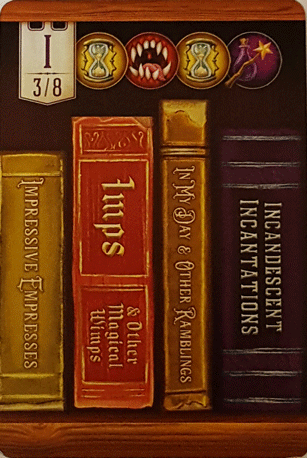 I
3/8
IMPRESSIVE EMPRESSES
Imps
& Other
Magical
Wimps
IN MY DAY & OTHER RAMBLINGS
INCANDESCENT
INCANTATIONS